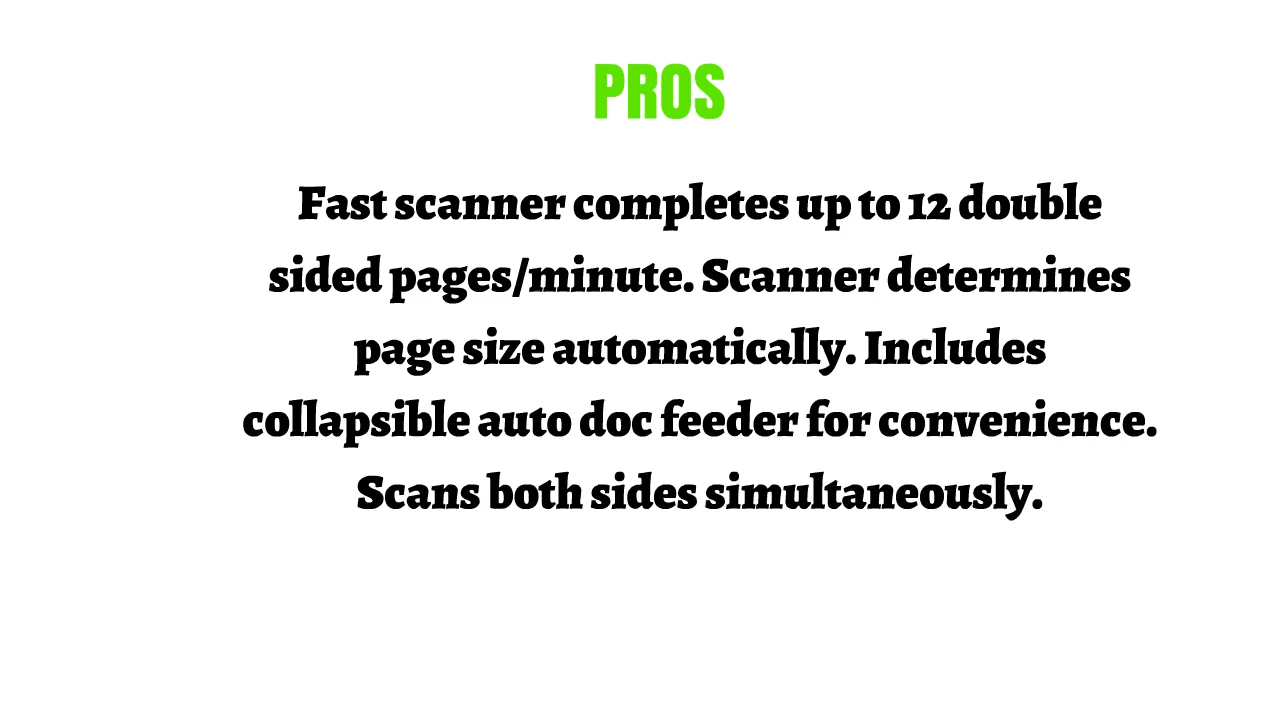 PROS
Fast scanner completes up to 12 double
sided pages/minute. Scanner determines
page size automatically. Includes
collapsible auto doc feeder for convenience.
Scans both sides simultaneously.